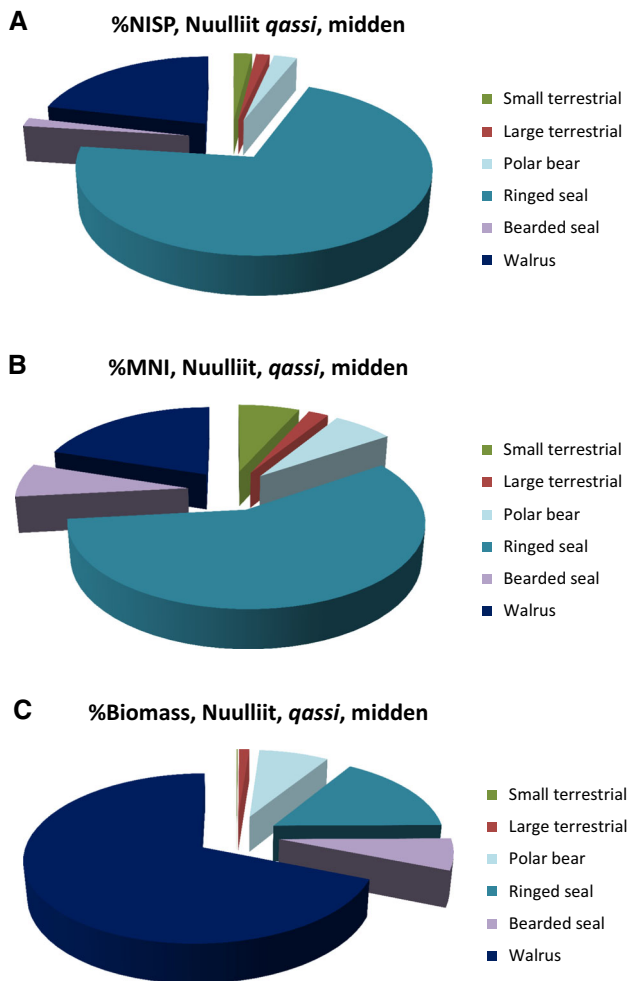 A
%NISP, Nuulliit qassi, midden
Small terrestrial
Large terrestrial
Polar bear
Ringed seal
Bearded seal
Walrus
B
%MNI, Nuulliit, qassi, midden
Small terrestrial
Large terrestrial
Polar bear
Ringed seal
Bearded seal
Walrus
C
%Biomass, Nuulliit, qassi, midden
Small terrestrial
Large terrestrial
Polar bear
Ringed seal
Bearded seal
Walrus